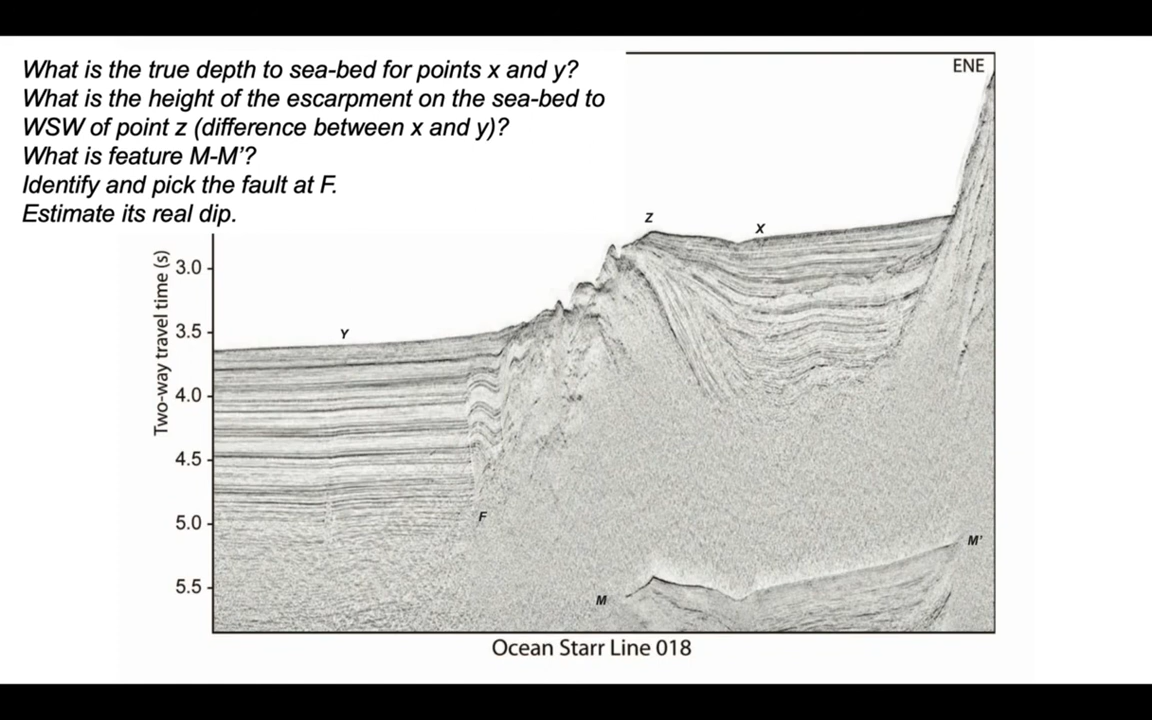 What is the true depth to sea-bed for points x and y?
What is the height of the escarpment on the sea-bed to
WSW of point z (difference between x and y)?
What is feature M-M’?
Identify and pick the fault at F.
Estimate its real dip.
ENE
Z
X
Y
Two-way travel time (s)
3.0
3.5
4.0
4.5
5.0
5.5
F
M
M'
Ocean Starr Line 018